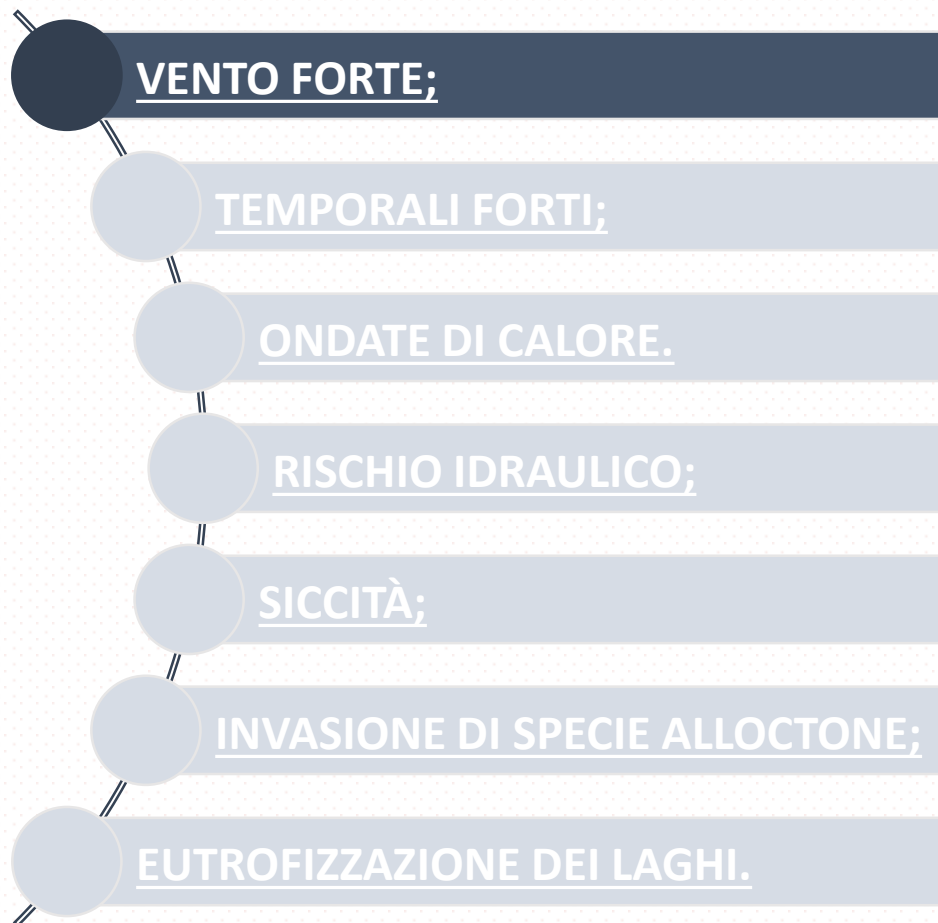 VENTO FORTE;
TEMPORALI FORTI;
ONDATE DI CALORE.
RISCHIO IDRAULICO;
SICCITÀ;
INVASIONE DI SPECIE ALLOCTONE;
EUTROFIZZAZIONE DEI LAGHI.